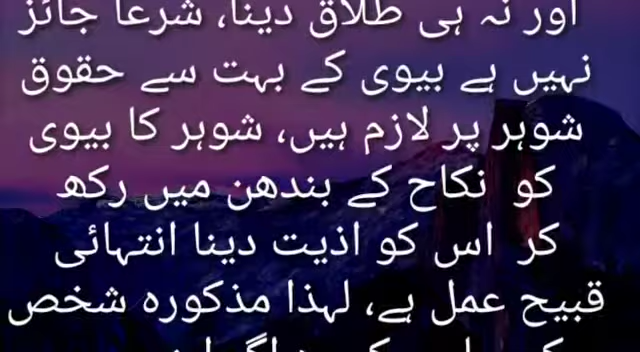 اور نہ ہی طلاق دینا، شرعاً جائز
نہیں ہے بیوی کے بہت سے حقوق
شوہر پر لازم ہیں، شوہر کا بیوی
کو نکاح کے بندھن میں رکھ
کر اس کو اذیت دینا انتہائی
قبیح عمل ہے، لہذا مذکورہ شخص